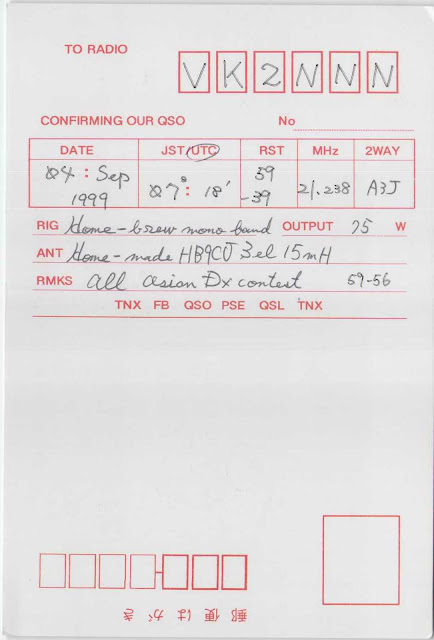 TO RADIO VK2NNN
CONFIRMING OUR QSO No
DATE JST/UTC RST MHz 2WAY
04: Sep 1999 07°: 18' 59 -39 21.238 A3J
RIG Home-brew mono band OUTPUT 75 W
ANT Home-made HB9CV 3el 15mH
RMKS all asian Dx contest 59-56
TNX FB QSO PSE QSL TNX
郵便はがき